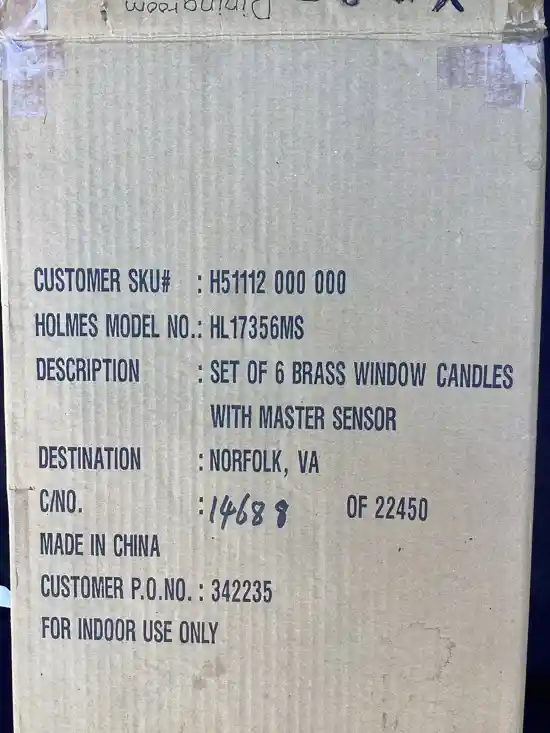 Diningroom
CUSTOMER SKU# : H51112 000 000
HOLMES MODEL NO.: HL17356MS
DESCRIPTION : SET OF 6 BRASS WINDOW CANDLES
WITH MASTER SENSOR
DESTINATION : NORFOLK, VA
C/NO. : 14688 OF 22450
MADE IN CHINA
CUSTOMER P.O.NO. : 342235
FOR INDOOR USE ONLY